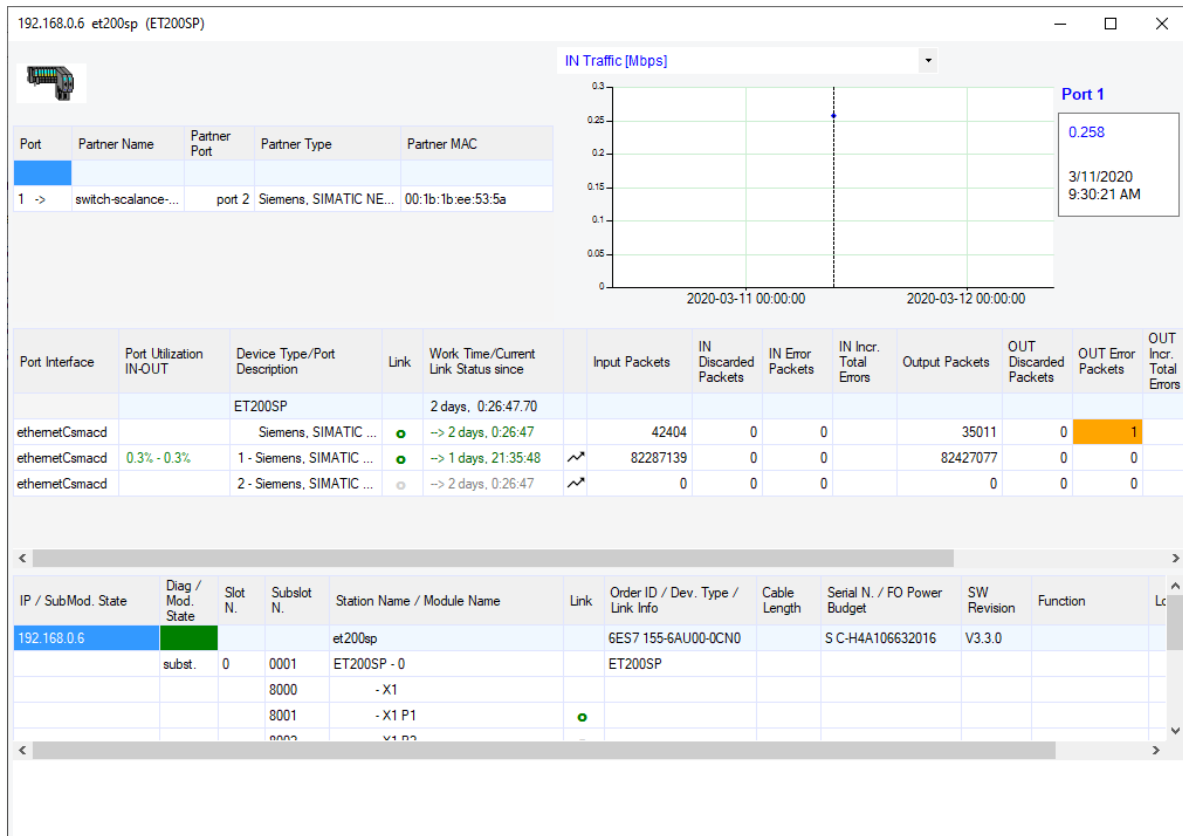 192.168.0.6 et200sp (ET200SP)
IN Traffic [Mbps]
0.3
0.25
0.2
0.15
0.1
0.05
0
2020-03-11 00:00:00 2020-03-12 00:00:00
Port 1
0.258
3/11/2020
9:30:21 AM
Port Partner Name Partner Port Partner Type Partner MAC
1 -> switch-scalance-... port 2 Siemens, SIMATIC NE... 00:1b:1b:ee:53:5a
Port Interface Port Utilization IN-OUT Device Type/Port Description Link Work Time/Current Link Status since Input Packets IN Discarded Packets IN Error Packets IN Incr. Total Errors Output Packets OUT Discarded Packets OUT Error Packets OUT Incr. Total Errors
ET200SP 2 days, 0:26:47.70
ethernetCsmacd Siemens, SIMATIC ... --> 2 days, 0:26:47 42404 0 0 35011 0 1
ethernetCsmacd 0.3% - 0.3% 1 - Siemens, SIMATIC ... --> 1 days, 21:35:48 82287139 0 0 82427077 0 0
ethernetCsmacd 2 - Siemens, SIMATIC ... --> 2 days, 0:26:47 0 0 0 0 0 0
IP / SubMod. State Diag / Mod. State Slot N. Subslot N. Station Name / Module Name Link Order ID / Dev. Type / Link Info Cable Length Serial N. / FO Power Budget SW Revision Function
192.168.0.6 et200sp 6ES7 155-6AU00-0CN0 S C-H4A106632016 V3.3.0
subst. 0 0001 ET200SP - 0 ET200SP
8000 - X1
8001 - X1 P1